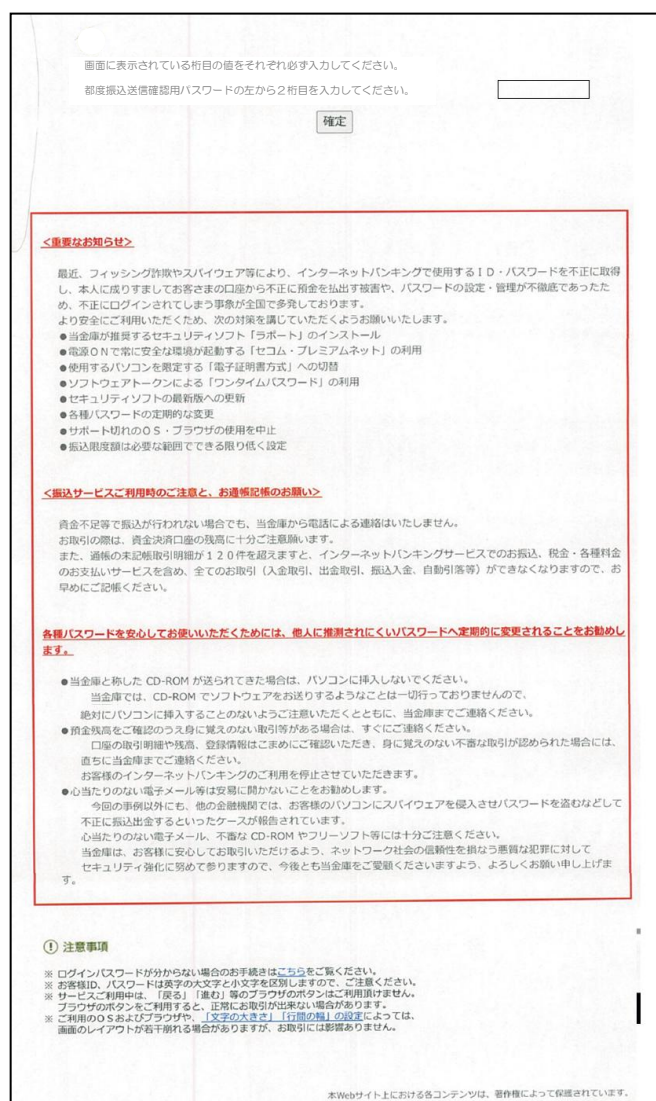 画面に表示されている桁目の値をそれぞれ必ず入力してください。
都度振込送信確認用パスワードの左から2桁目を入力してください。
確定
<重要なお知らせ>
最近、フィッシング詐欺やスパイウェア等により、インターネットバンキングで使用するID・パスワードを不正に取得
し、本人に成りすましてお客さまの口座から不正に預金を払出す被害や、パスワードの設定・管理が不徹底であったた
め、不正にログインされてしまう事象が全国で多発しております。
より安全にご利用いただくため、次の対策を講じていただくようお願いいたします。
●当金庫が推奨するセキュリティソフト「ラポート」のインストール
●電源ONで常に安全な環境が起動する「セコム・プレミアムネット」の利用
●使用するパソコンを限定する「電子証明書方式」への切替
●ソフトウェアトークンによる「ワンタイムパスワード」の利用
●セキュリティソフトの最新版への更新
●各種パスワードの定期的な変更
●サポート切れのOS・ブラウザの使用を中止
●振込限度額は必要な範囲でできる限り低く設定
<振込サービスご利用時のご注意と、お通帳記帳のお願い>
資金不足等で振込が行われない場合でも、当金庫から電話による連絡はいたしません。
お取引の際は、資金決済口座の残高に十分ご注意願います。
また、通帳の未記帳取引明細が120件を超えますと、インターネットバンキングサービスでのお振込、税金・各種料金
のお支払いサービスを含め、全てのお取引（入金取引、出金取引、振込入金、自動引落等）ができなくなりますので、お
早めにご記帳ください。
各種パスワードを安心してお使いいただくためには、他人に推測されにくいパスワードへ定期的に変更されることをお勧めし
ます。
●当金庫と称した CD-ROM が送られてきた場合は、パソコンに挿入しないでください。
当金庫では、CD-ROM でソフトウェアをお送りするようなことは一切行っておりませんので、
絶対にパソコンに挿入することのないようご注意いただくとともに、当金庫までご連絡ください。
●預金残高をご確認のうえ身に覚えのない取引等がある場合は、すぐにご連絡ください。
口座の取引明細や残高、登録情報はこまめにご確認いただき、身に覚えのない不審な取引が認められた場合には、
直ちに当金庫までご連絡ください。
お客様のインターネットバンキングのご利用を停止させていただきます。
●心当たりのない電子メール等は安易に開かないことをお勧めします。
今回の事例以外にも、他の金融機関では、お客様のパソコンにスパイウェアを侵入させパスワードを盗むなどして
不正に振込出金するといったケースが報告されています。
心当たりのない電子メール、不審な CD-ROM やフリーソフト等には十分ご注意ください。
当金庫は、お客様に安心してお取引いただけるよう、ネットワーク社会の信頼性を損なう悪質な犯罪に対して
セキュリティ強化に努めて参りますので、今後とも当金庫をご愛顧くださいますよう、よろしくお願い申し上げま
す。
注意事項
※ ログインパスワードが分からない場合のお手続きはこちらをご覧ください。
※ お客様ID、パスワードは英字の大文字と小文字を区別しますので、ご注意ください。
※ サービスご利用中は、「戻る」「進む」等のブラウザのボタンはご利用頂けません。
ブラウザのボタンをご利用すると、正常にお取引が出来ない場合があります。
※ ご利用のOSおよびブラウザや、「文字の大きさ」「行間の幅」の設定によっては、
画面のレイアウトが若干崩れる場合がありますが、お取引には影響ありません。
本Webサイト上における各コンテンツは、著作権によって保護されています。